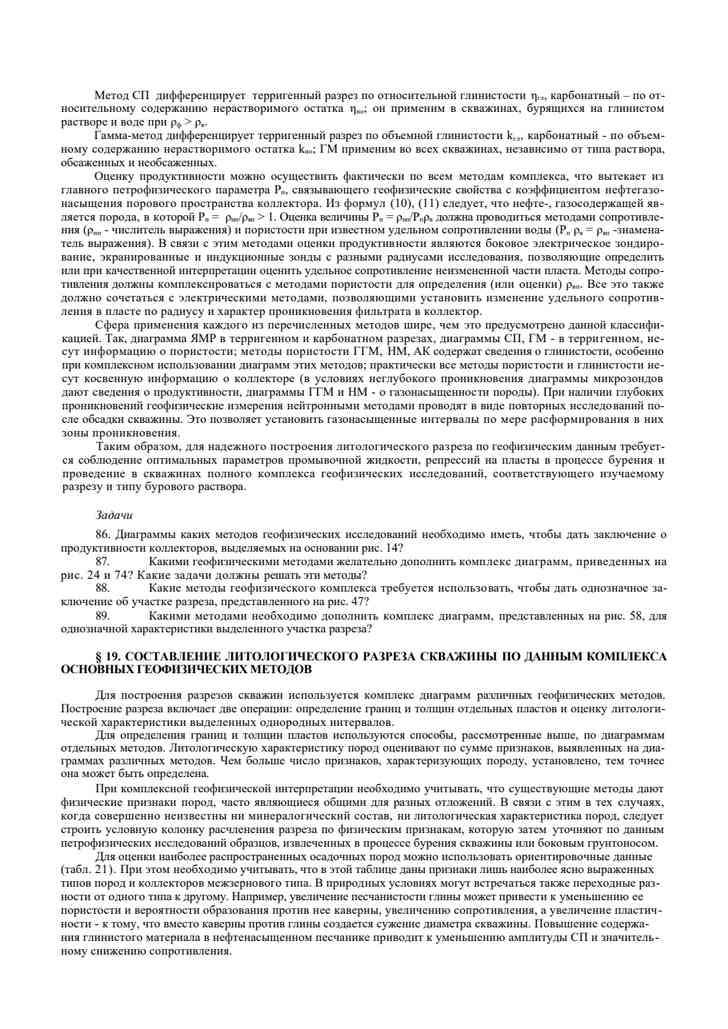 Метод СП дифференцирует терригенный разрез по относительной глинистости ηгл, карбонатный – по от-
носительному содержанию нерастворимого остатка ηно; он применим в скважинах, бурящихся на глинистом
растворе и воде при ρф > ρв.
Гамма-метод дифференцирует терригенный разрез по объемной глинистости kгл, карбонатный - по объем-
ному содержанию нерастворимого остатка kно; ГМ применим во всех скважинах, независимо от типа раствора,
обсаженных и необсаженных.
Оценку продуктивности можно осуществить фактически по всем методам комплекса, что вытекает из
главного петрофизического параметра Pн, связывающего геофизические свойства с коэффициентом нефтегазо-
насыщения порового пространства коллектора. Из формул (10), (11) следует, что нефте-, газосодержащей яв-
ляется порода, в которой Pн = ρнп/ρвп > 1. Оценка величины Pн = ρнп/Pпρв должна проводиться методами сопротивле-
ния (ρнп - числитель выражения) и пористости при известном удельном сопротивлении воды (Pп ρв = ρвп -знамена-
тель выражения). В связи с этим методами оценки продуктивности являются боковое электрическое зондиро-
вание, экранированные и индукционные зонды с разными радиусами исследования, позволяющие определить
или при качественной интерпретации оценить удельное сопротивление неизмененной части пласта. Методы сопро-
тивления должны комплексироваться с методами пористости для определения (или оценки) ρвп. Все это также
должно сочетаться с электрическими методами, позволяющими установить изменение удельного сопротив-
ления в пласте по радиусу и характер проникновения фильтрата в коллектор.
Сфера применения каждого из перечисленных методов шире, чем это предусмотрено данной классифи-
кацией. Так, диаграмма ЯМР в терригенном и карбонатном разрезах, диаграммы СП, ГМ - в терригенном, не-
сут информацию о пористости; методы пористости ГГМ, НМ, АК содержат сведения о глинистости, особенно
при комплексном использовании диаграмм этих методов; практически все методы пористости и глинистости не-
сут косвенную информацию о коллекторе (в условиях неглубокого проникновения диаграммы микрозондов
дают сведения о продуктивности, диаграммы ГГМ и НМ - о газонасыщенности породы). При наличии глубоких
проникновений геофизические измерения нейтронными методами проводят в виде повторных исследований по-
сле обсадки скважины. Это позволяет установить газонасыщенные интервалы по мере расформирования в них
зоны проникновения.
Таким образом, для надежного построения литологического разреза по геофизическим данным требует-
ся соблюдение оптимальных параметров промывочной жидкости, репрессий на пласты в процессе бурения и
проведение в скважинах полного комплекса геофизических исследований, соответствующего изучаемому
разрезу и типу бурового раствора.
Задачи
86. Диаграммы каких методов геофизических исследований необходимо иметь, чтобы дать заключение о
продуктивности коллекторов, выделяемых на основании рис. 14?
87. Какими геофизическими методами желательно дополнить комплекс диаграмм, приведенных на
рис. 24 и 74? Какие задачи должны решать эти методы?
88. Какие методы геофизического комплекса требуется использовать, чтобы дать однозначное за-
ключение об участке разреза, представленного на рис. 47?
89. Какими методами необходимо дополнить комплекс диаграмм, представленных на рис. 58, для
однозначной характеристики выделенного участка разреза?
§ 19. СОСТАВЛЕНИЕ ЛИТОЛОГИЧЕСКОГО РАЗРЕЗА СКВАЖИНЫ ПО ДАННЫМ КОМПЛЕКСА
ОСНОВНЫХ ГЕОФИЗИЧЕСКИХ МЕТОДОВ
Для построения разрезов скважин используется комплекс диаграмм различных геофизических методов.
Построение разреза включает две операции: определение границ и толщин отдельных пластов и оценку литологи-
ческой характеристики выделенных однородных интервалов.
Для определения границ и толщин пластов используются способы, рассмотренные выше, по диаграммам
отдельных методов. Литологическую характеристику пород оценивают по сумме признаков, выявленных на диа-
граммах различных методов. Чем больше число признаков, характеризующих породу, установлено, тем точнее
она может быть определена.
При комплексной геофизической интерпретации необходимо учитывать, что существующие методы дают
физические признаки пород, часто являющиеся общими для разных отложений. В связи с этим в тех случаях,
когда совершенно неизвестны ни минералогический состав, ни литологическая характеристика пород, следует
строить условную колонку расчленения разреза по физическим признакам, которую затем уточняют по данным
петрофизических исследований образцов, извлеченных в процессе бурения скважины или боковым грунтоносом.
Для оценки наиболее распространенных осадочных пород можно использовать ориентировочные данные
(табл. 21). При этом необходимо учитывать, что в этой таблице даны признаки лишь наиболее ясно выраженных
типов пород и коллекторов межзернового типа. В природных условиях могут встречаться также переходные раз-
ности от одного типа к другому. Например, увеличение песчанистости глины может привести к уменьшению ее
пористости и вероятности образования против нее каверны, увеличению сопротивления, а увеличение пластич-
ности - к тому, что вместо каверны против глины создается сужение диаметра скважины. Повышение содержа-
ния глинистого материала в нефтенасыщенном песчанике приводит к уменьшению амплитуды СП н значитель-
ному снижению сопротивления.